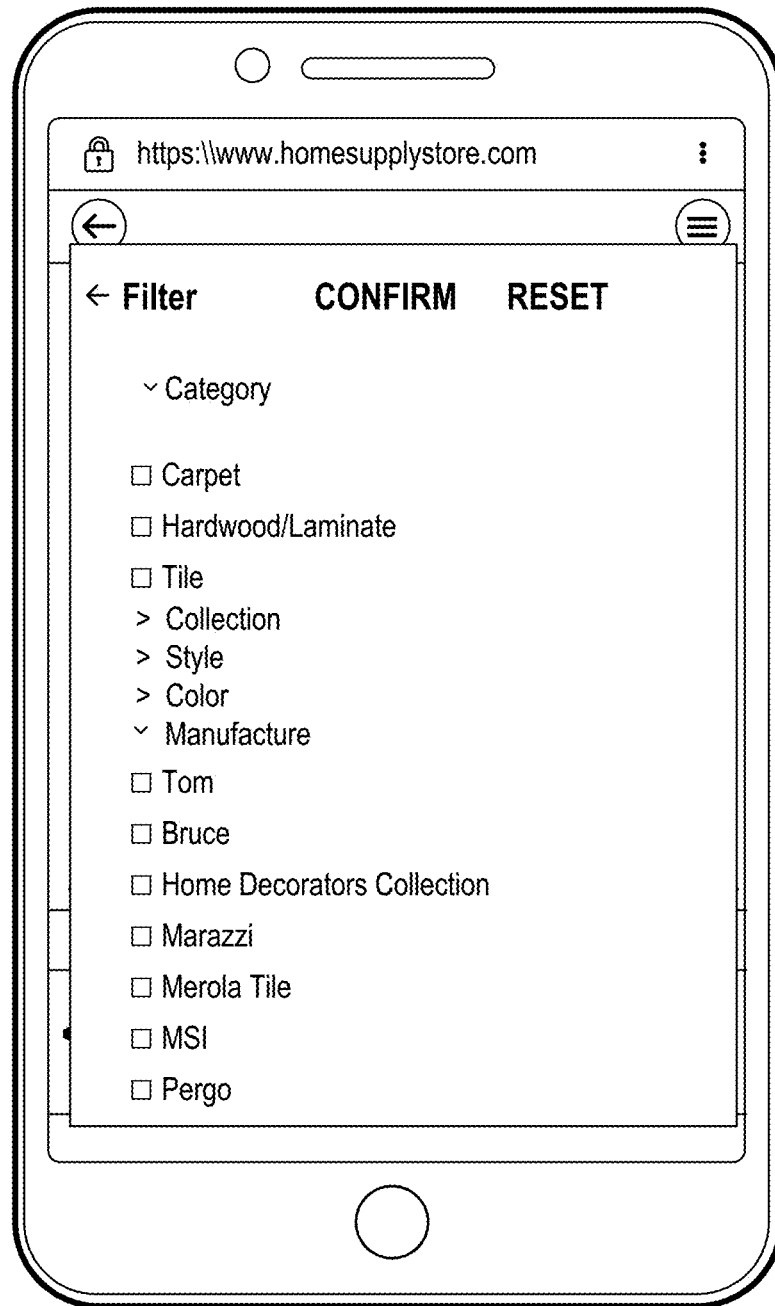 https:\\www.homesupplystore.com
← Filter CONFIRM RESET
Category
Carpet
Hardwood/Laminate
Tile
> Collection
> Style
> Color
Manufacture
Tom
Bruce
Home Decorators Collection
Marazzi
Merola Tile
MSI
Pergo